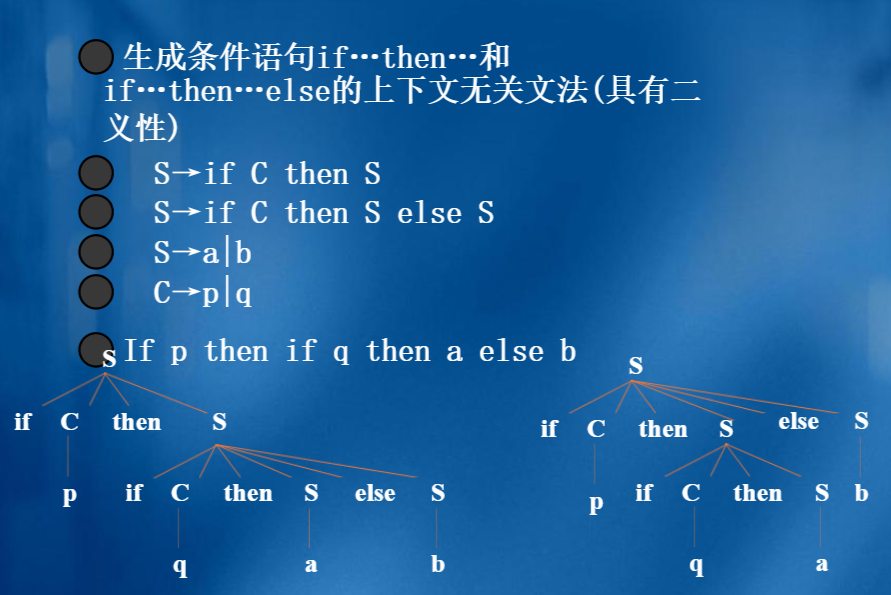 生成条件语句if…then…和
if…then…else的上下文无关文法(具有二
义性)
S→if C then S
S→if C then S else S
S→a|b
C→p|q
If p then if q then a else b
S
if C then S
p if C then S else S
q a b
S
if C then S else S
p if C then S b
q a